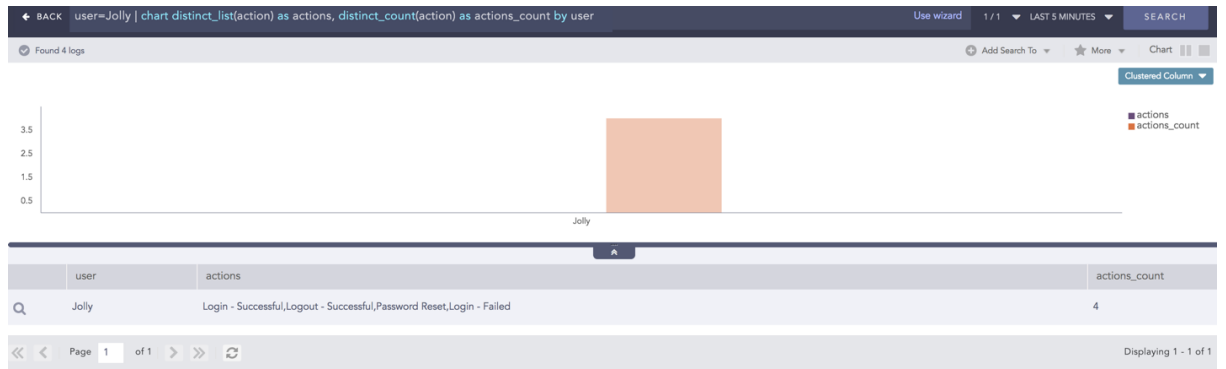 BACK user=Jolly | chart distinct_list(action) as actions, distinct_count(action) as actions_count by user Use wizard 1 / 1 LAST 5 MINUTES SEARCH
Found 4 logs Add Search To More Chart
Clustered Column
actions
actions_count
3.5
2.5
1.5
0.5
Jolly
user actions actions_count
Jolly Login - Successful,Logout - Successful,Password Reset,Login - Failed 4
Page 1 of 1 Displaying 1 - 1 of 1